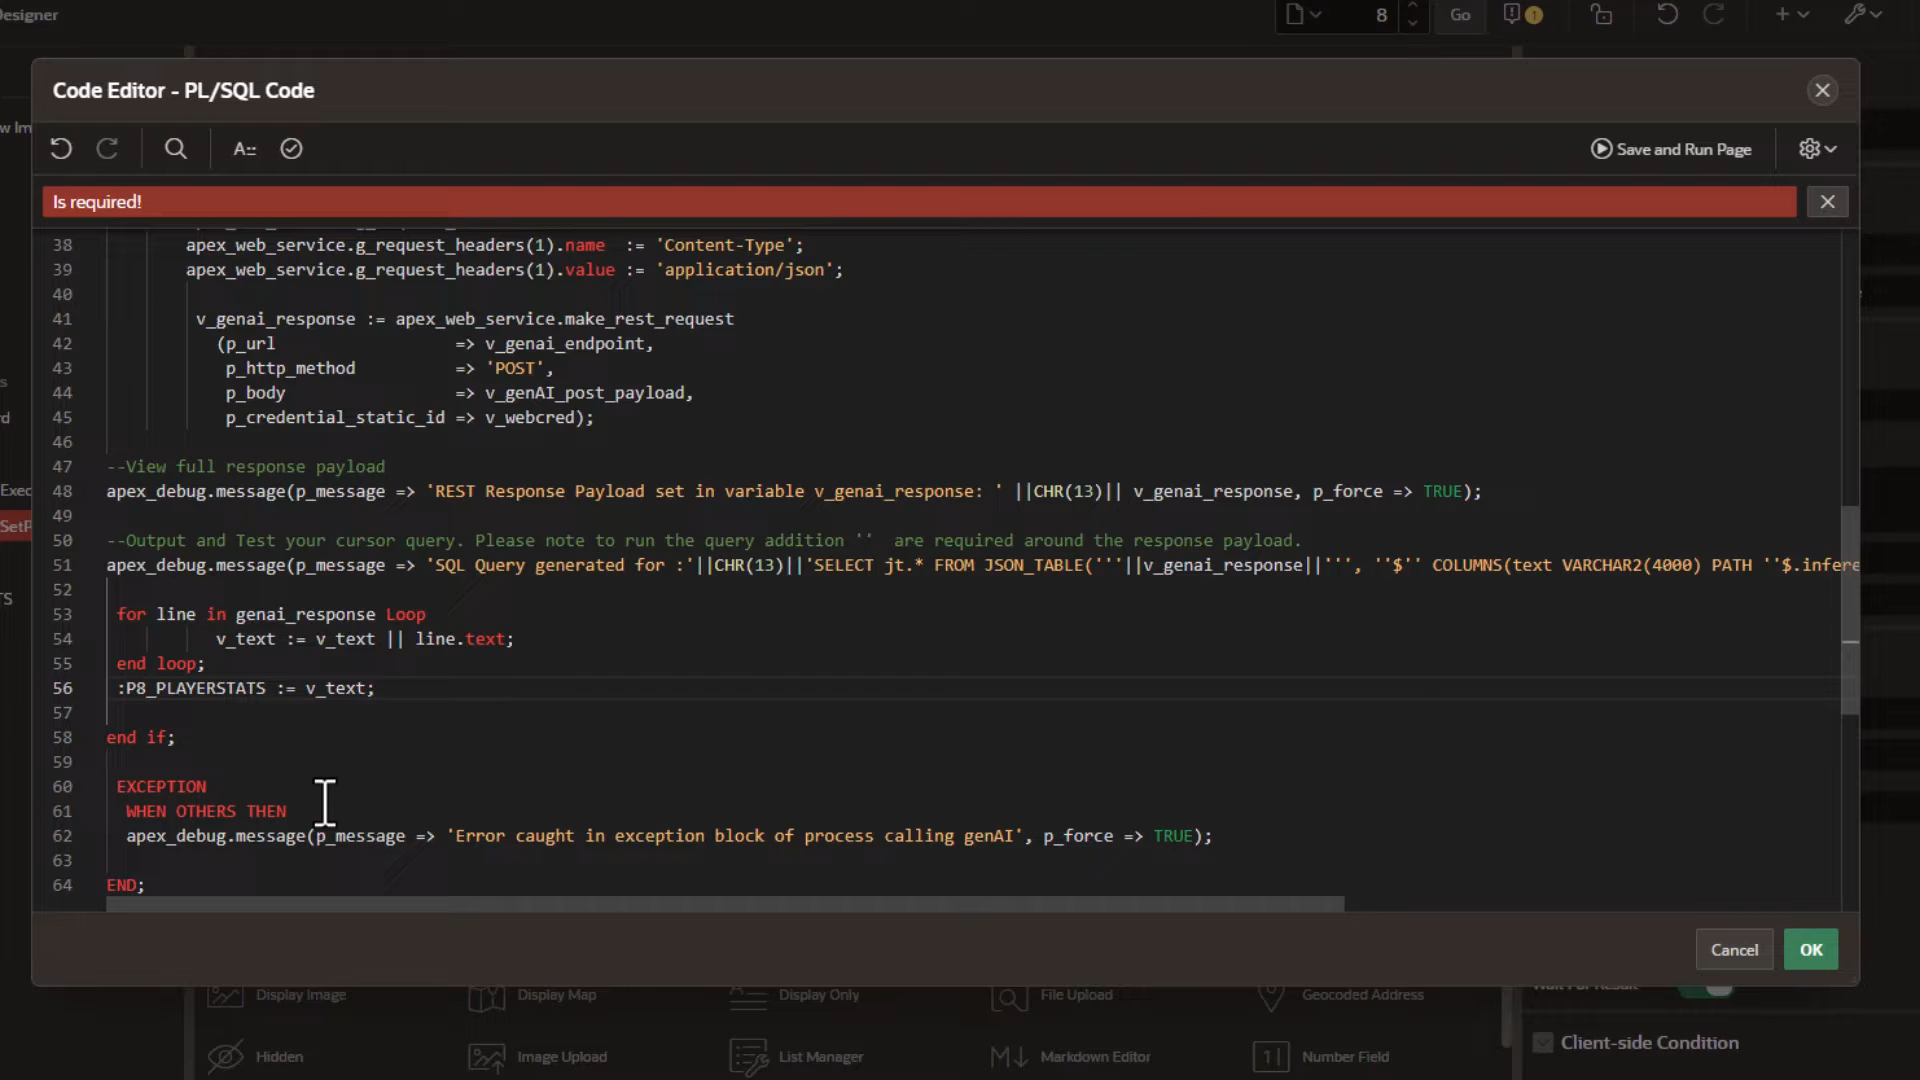 Designer
8
Go
1
Code Editor - PL/SQL Code
Save and Run Page
Is required!
38 apex_web_service.g_request_headers(1).name := 'Content-Type';
39 apex_web_service.g_request_headers(1).value := 'application/json';
40
41 v_genai_response := apex_web_service.make_rest_request
42 (p_url => v_genai_endpoint,
43 p_http_method => 'POST',
44 p_body => v_genAI_post_payload,
45 p_credential_static_id => v_webcred);
46
47 --View full response payload
48 apex_debug.message(p_message => 'REST Response Payload set in variable v_genai_response: ' ||CHR(13)|| v_genai_response, p_force => TRUE);
49
50 --Output and Test your cursor query. Please note to run the query addition '' are required around the response payload.
51 apex_debug.message(p_message => 'SQL Query generated for :'||CHR(13)||'SELECT jt.* FROM JSON_TABLE('''||v_genai_response||''', ''$'' COLUMNS(text VARCHAR2(4000) PATH ''$.infere
52
53 for line in genai_response Loop
54 v_text := v_text || line.text;
55 end loop;
56 :P8_PLAYERSTATS := v_text;
57
58 end if;
59
60 EXCEPTION
61 WHEN OTHERS THEN
62 apex_debug.message(p_message => 'Error caught in exception block of process calling genAI', p_force => TRUE);
63
64 END;
Cancel
OK
Display Image
Display Map
Display Only
File Upload
Geocoded Address
Hidden
Image Upload
List Manager
Markdown Editor
Number Field
Client-side Condition